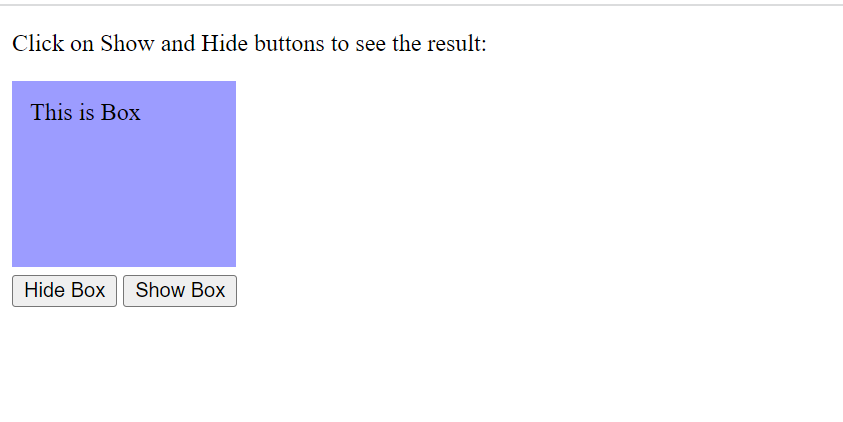 Click on Show and Hide buttons to see the result:
This is Box
Hide Box Show Box